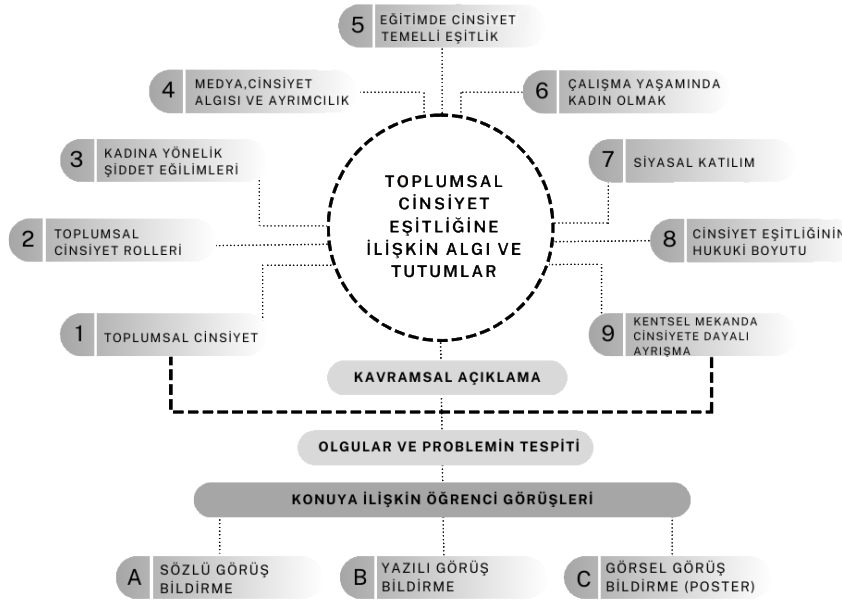 5
EĞİTİMDE CİNSİYET
TEMELLİ EŞİTLİK
4
MEDYA,CİNSİYET
ALGISI VE AYRIMCILIK
6
ÇALIŞMA YAŞAMINDA
KADIN OLMAK
3
KADINA YÖNELİK
ŞİDDET EĞİLİMLERİ
7
SİYASAL KATILIM
TOPLUMSAL
CİNSİYET
EŞİTLİĞİNE
İLİŞKİN ALGI VE
TUTUMLAR
2
TOPLUMSAL
CİNSİYET ROLLERİ
8
CİNSİYET EŞİTLİĞİNİN
HUKUKİ BOYUTU
1
TOPLUMSAL CİNSİYET
9
KENTSEL MEKANDA
CİNSİYETE DAYALI
AYRIŞMA
KAVRAMSAL AÇIKLAMA
OLGULAR VE PROBLEMİN TESPİTİ
KONUYA İLİŞKİN ÖĞRENCİ GÖRÜŞLERİ
A
SÖZLÜ GÖRÜŞ
BİLDİRME
B
YAZILI GÖRÜŞ
BİLDİRME
C
GÖRSEL GÖRÜŞ
BİLDİRME (POSTER)